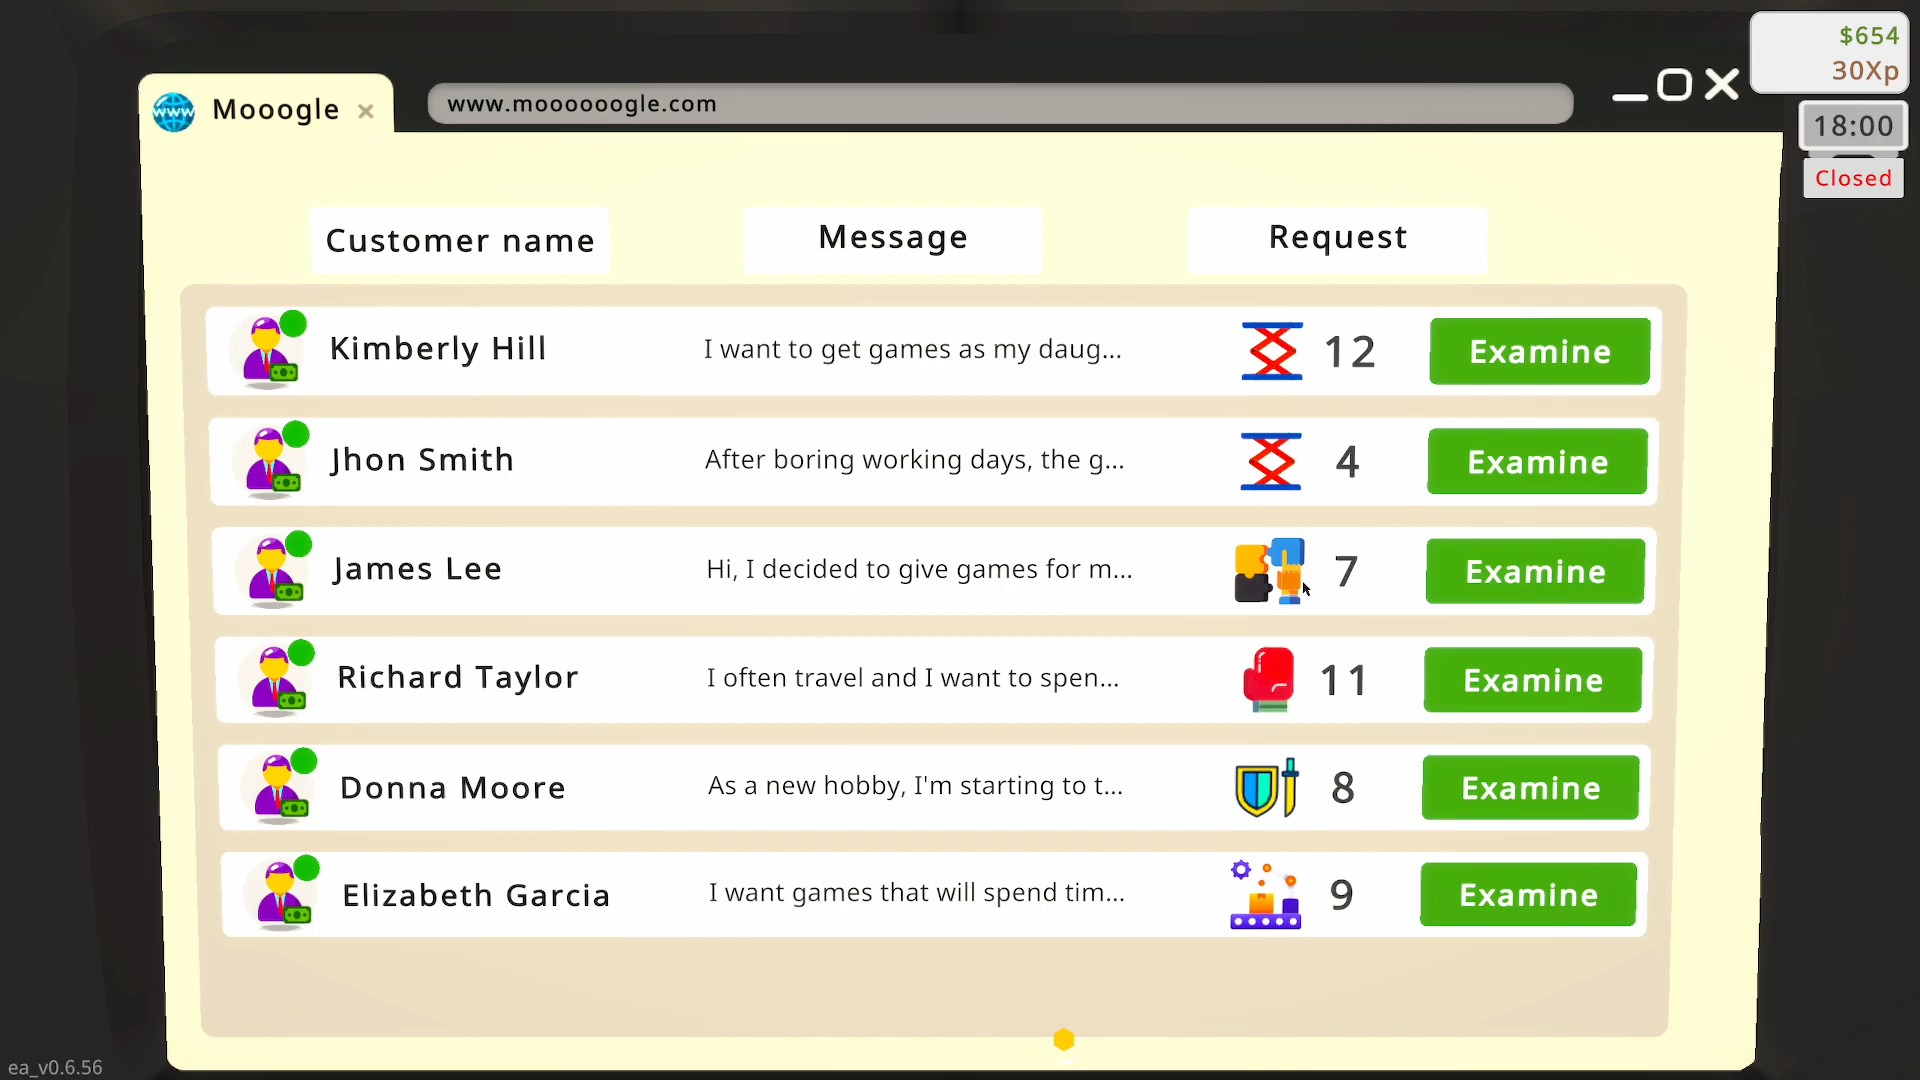 $654
30Xp
Mooogle
www.moooooogle.com
18:00
Closed
Customer name
Message
Request
Kimberly Hill
I want to get games as my daug...
12
Examine
Jhon Smith
After boring working days, the g...
4
Examine
James Lee
Hi, I decided to give games for m...
7
Examine
Richard Taylor
I often travel and I want to spen...
11
Examine
Donna Moore
As a new hobby, I'm starting to t...
8
Examine
Elizabeth Garcia
I want games that will spend tim...
9
Examine
ea_v0.6.56